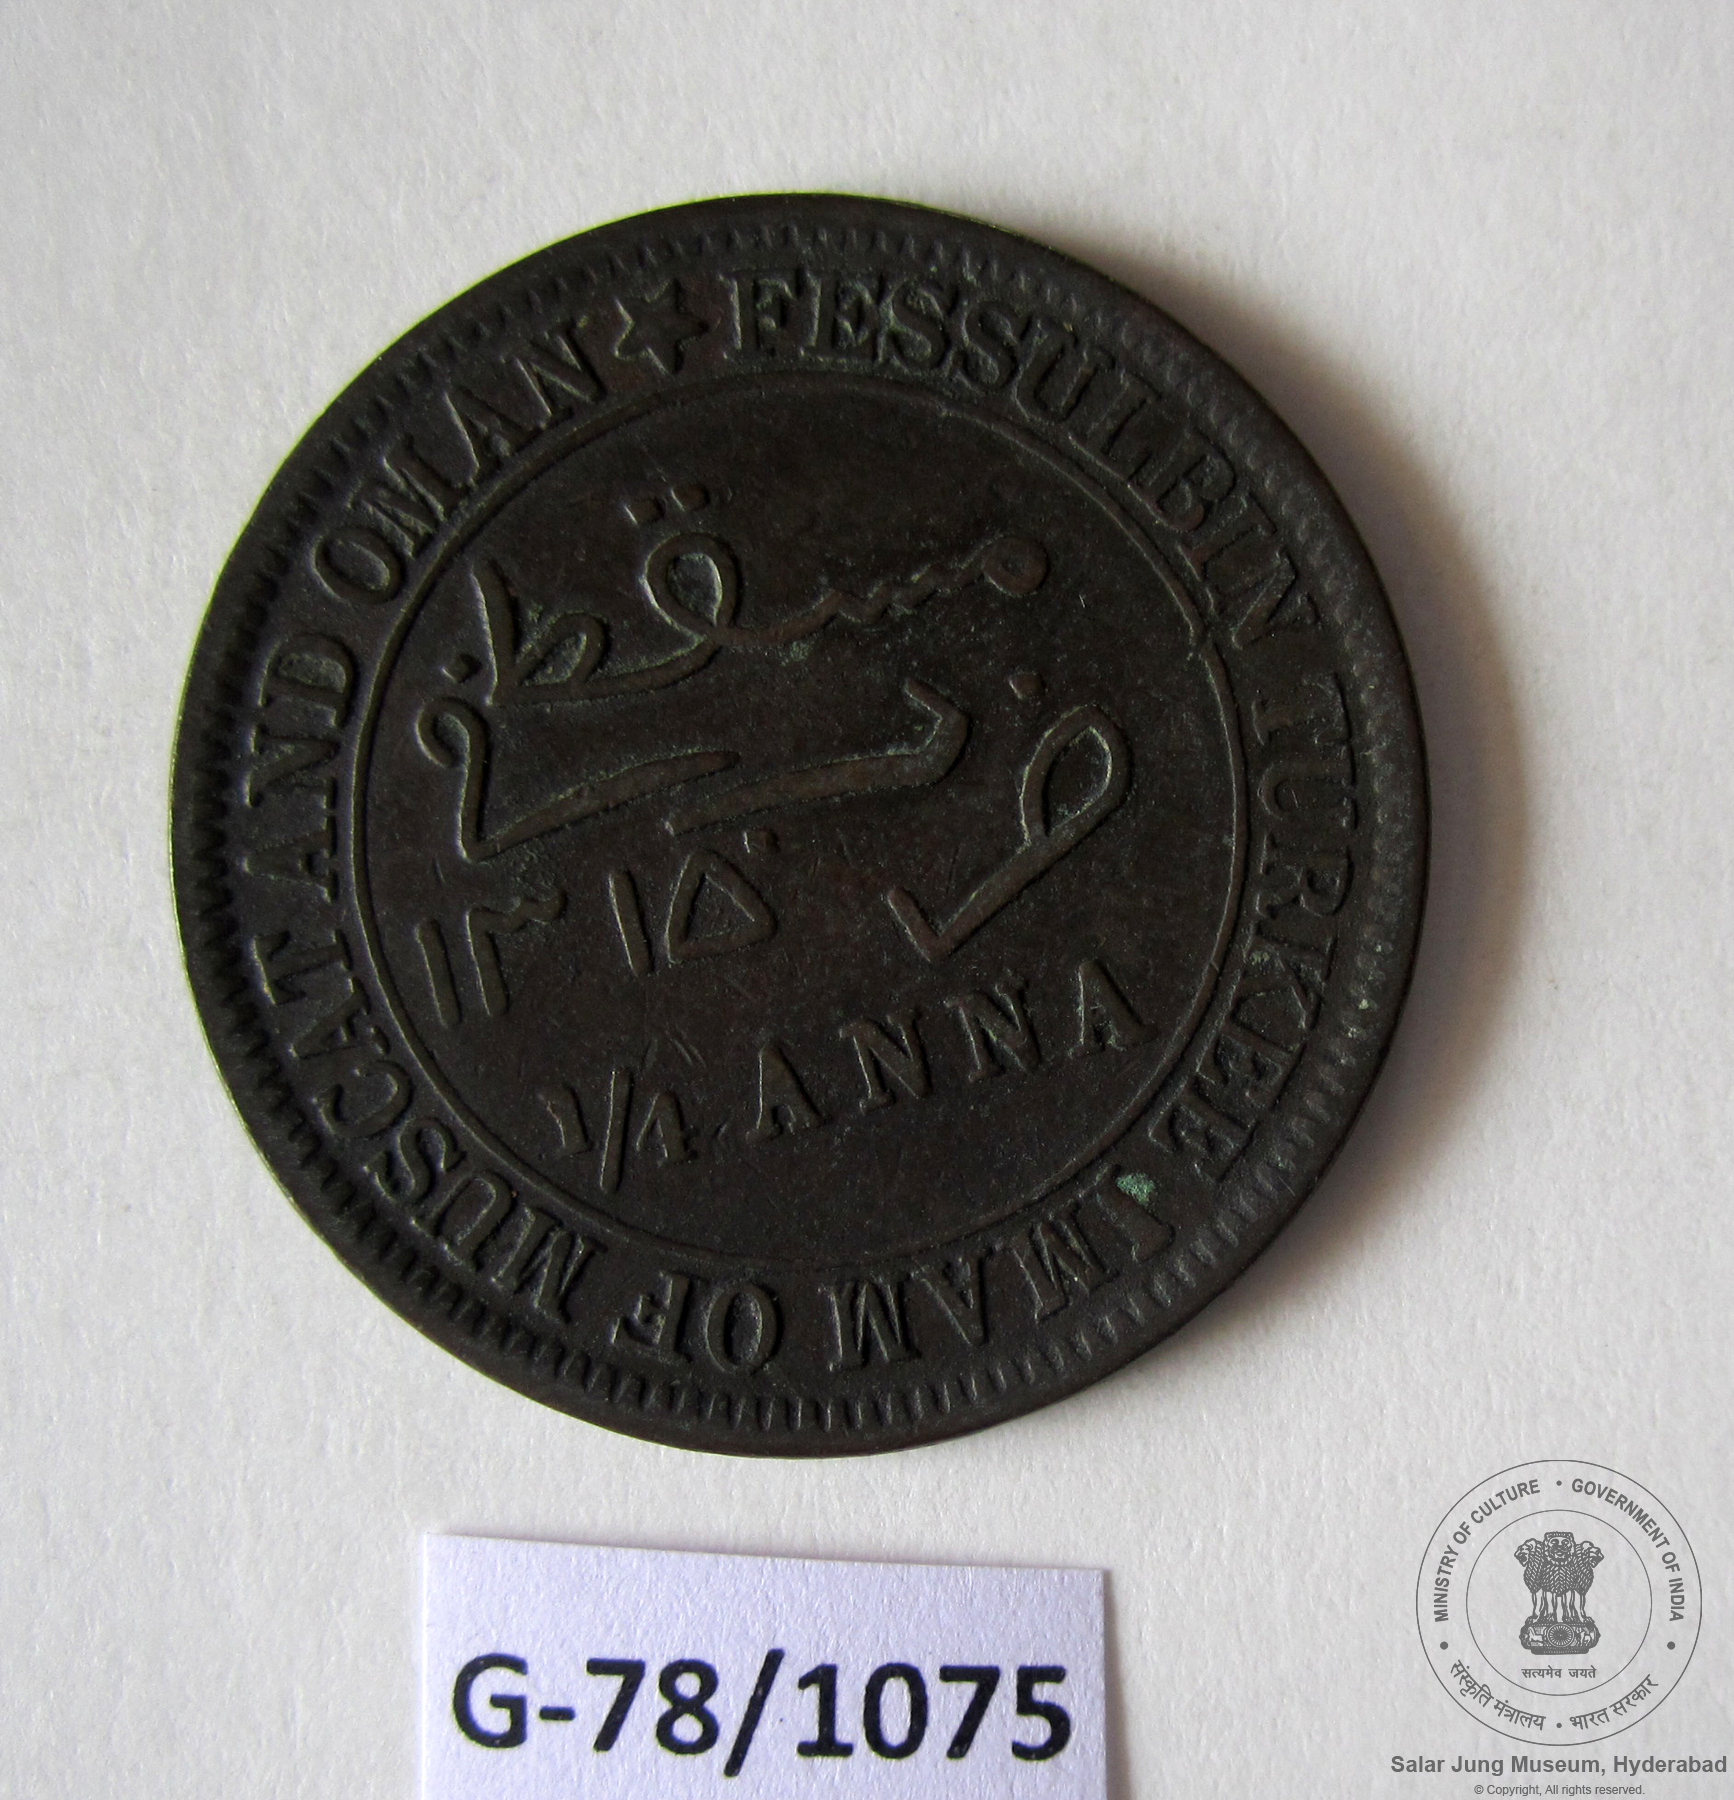 FESSUL BIN TURKEE IMAM OF MUSCAT AND OMAN
مسقط
ضرب في
١٣١٥
1/4 ANNA
G-78/1075
MINISTRY OF CULTURE • GOVERNMENT OF INDIA
सत्यमेव जयते
संस्कृति मंत्रालय • भारत सरकार
Salar Jung Museum, Hyderabad
© Copyright, All rights reserved.